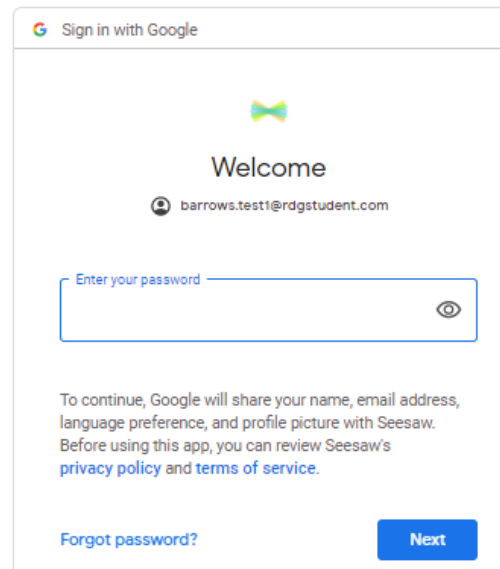 Sign in with Google
Welcome
barrows.test1@rdgstudent.com
Enter your password
To continue, Google will share your name, email address,
language preference, and profile picture with Seesaw.
Before using this app, you can review Seesaw's
privacy policy and terms of service.
Forgot password?
Next